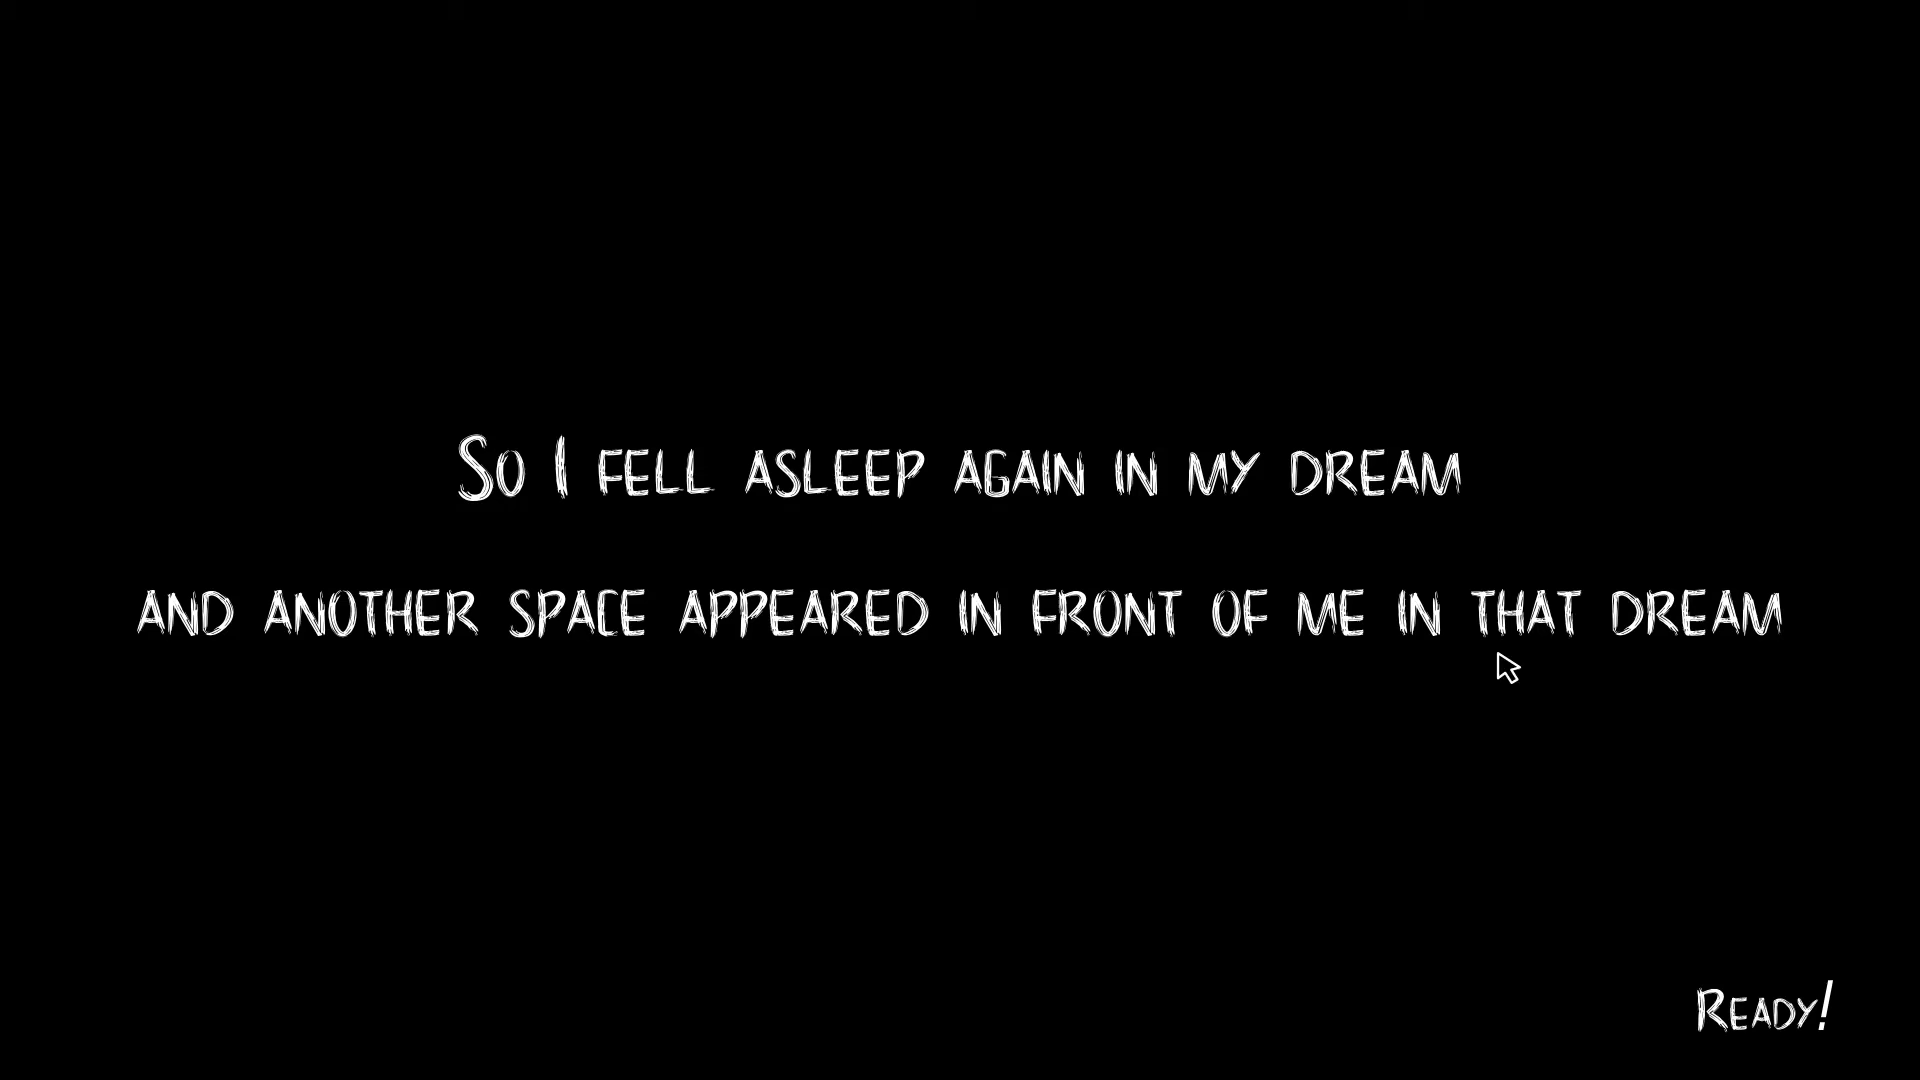 So I fell asleep again in my dream
and another space appeared in front of me in that dream
Ready!